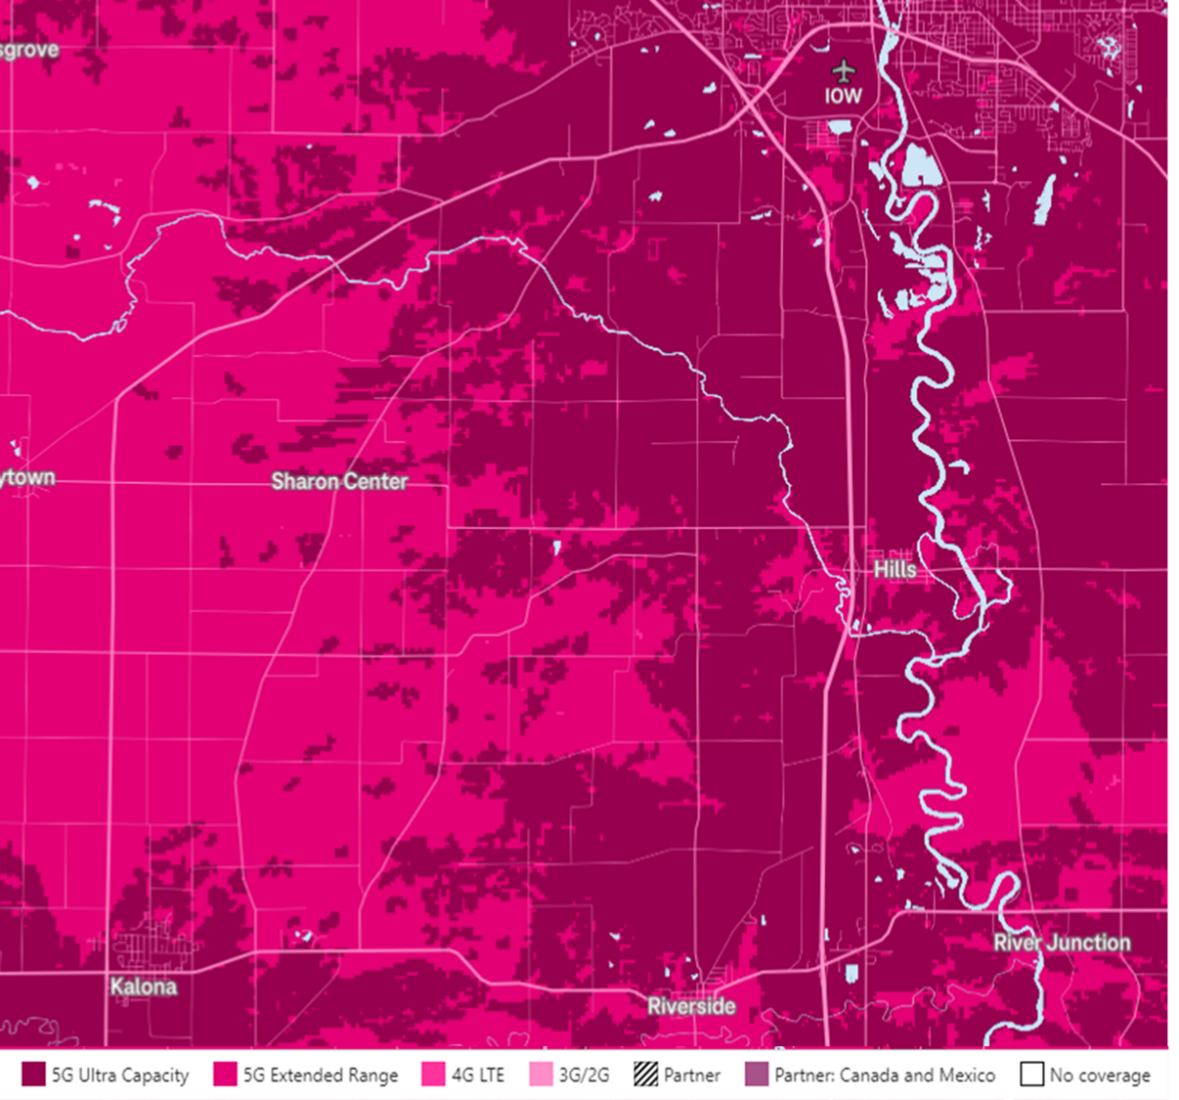 sgrove
IOW
ytown
Sharon Center
Hills
River Junction
Kalona
Riverside
5G Ultra Capacity 5G Extended Range 4G LTE 3G/2G Partner Partner: Canada and Mexico No coverage